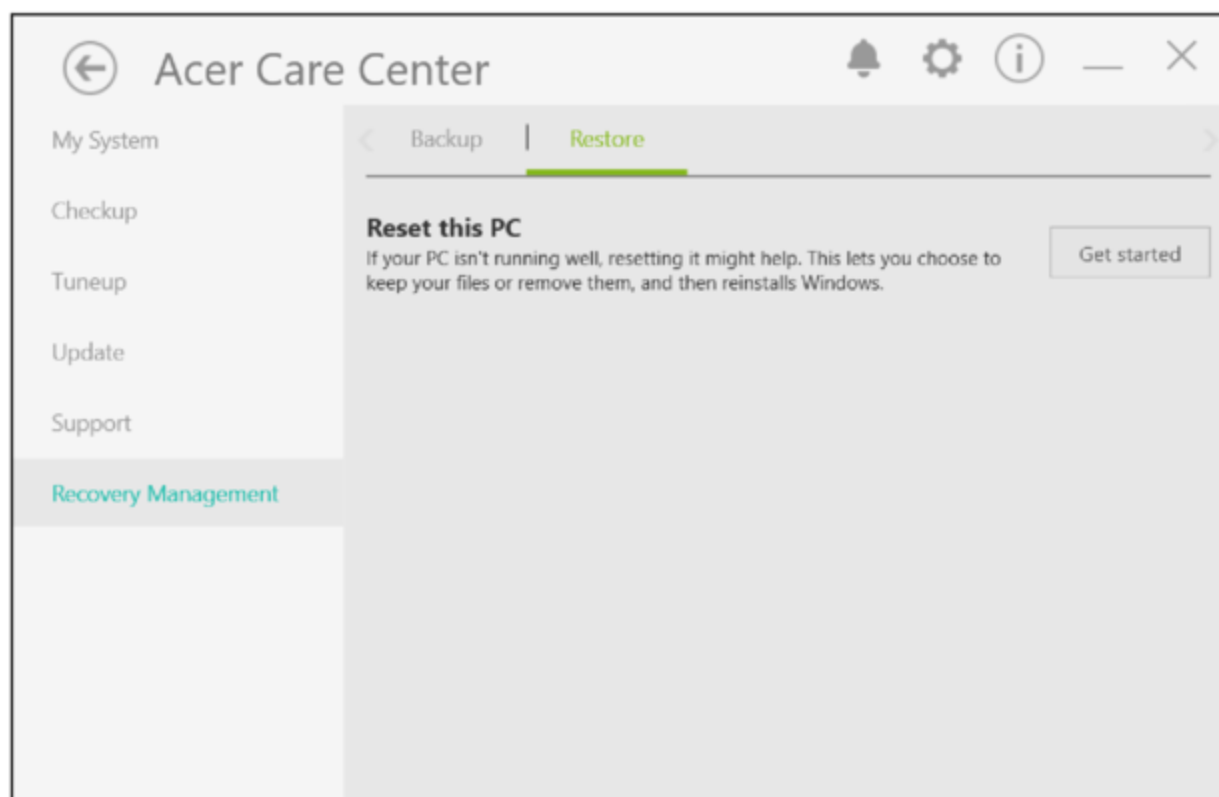 Acer Care Center
My System
Checkup
Tuneup
Update
Support
Recovery Management
Backup | Restore
Reset this PC
If your PC isn't running well, resetting it might help. This lets you choose to
keep your files or remove them, and then reinstalls Windows.
Get started